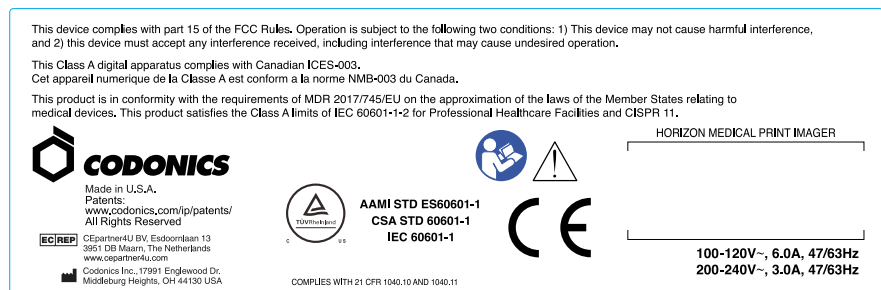 This device complies with part 15 of the FCC Rules. Operation is subject to the following two conditions: 1) This device may not cause harmful interference,
and 2) this device must accept any interference received, including interference that may cause undesired operation.
This Class A digital apparatus complies with Canadian ICES-003.
Cet appareil numerique de la Classe A est conform a la norme NMB-003 du Canada.
This product is in conformity with the requirements of MDR 2017/745/EU on the approximation of the laws of the Member States relating to
medical devices. This product satisfies the Class A limits of IEC 60601-1-2 for Professional Healthcare Facilities and CISPR 11.
CODONICS
Made in U.S.A.
Patents:
www.codonics.com/ip/patents/
All Rights Reserved
EC REP
CEpartner4U BV, Esdoornlaan 13
3951 DB Maarn, The Netherlands
www.cepartner4u.com
Codonics Inc., 17991 Englewood Dr.
Middleburg Heights, OH 44130 USA
TÜVRheinland
C US
AAMI STD ES60601-1
CSA STD 60601-1
IEC 60601-1
COMPLIES WITH 21 CFR 1040.10 AND 1040.11
CE
HORIZON MEDICAL PRINT IMAGER
100-120V~, 6.0A, 47/63Hz
200-240V~, 3.0A, 47/63Hz